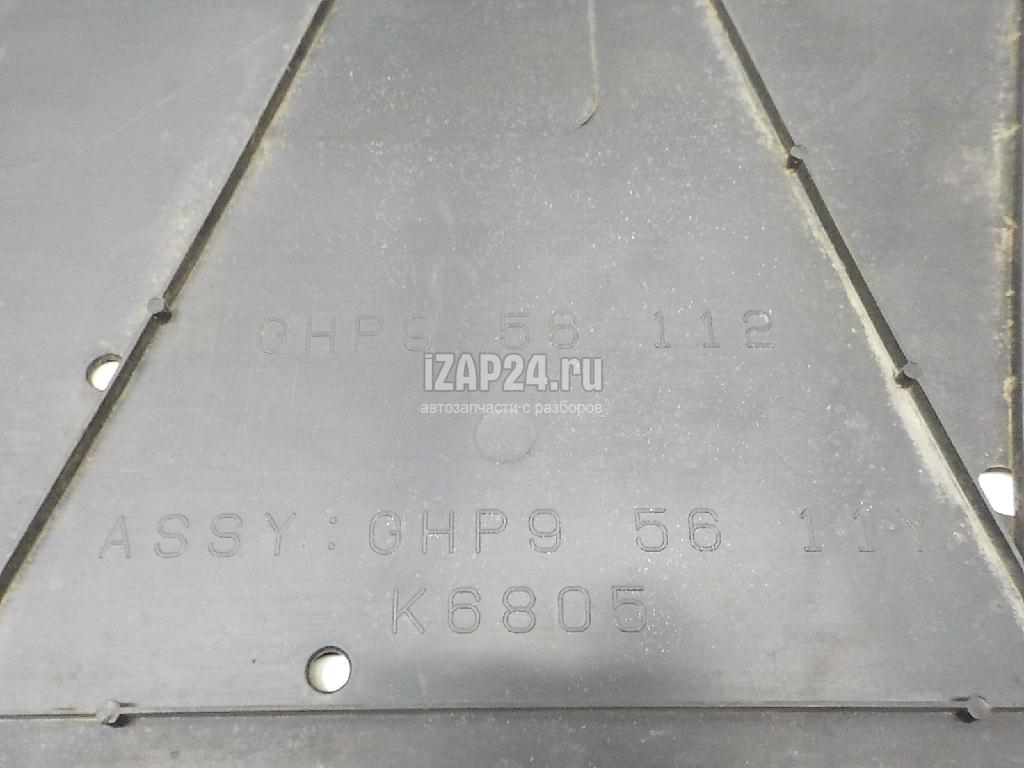 GHP9 56 112
iZAP24.ru
автозапчасти с разборов
ASSY: GHP9 56 11Y
K6805